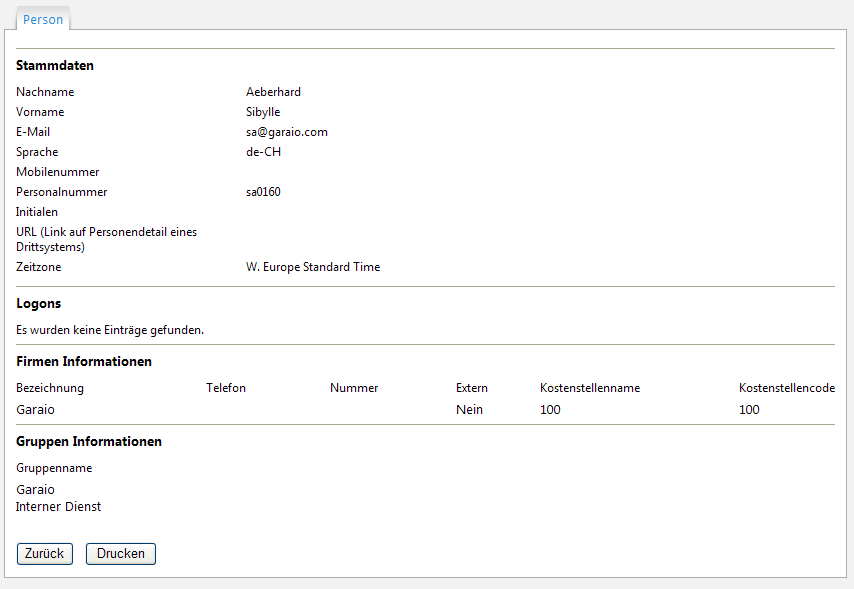 Person
Stammdaten
Nachname Aeberhard
Vorname Sibylle
E-Mail sa@garaio.com
Sprache de-CH
Mobilenummer
Personalnummer sa0160
Initialen
URL (Link auf Personendetail eines
Drittsystems)
Zeitzone W. Europe Standard Time
Logons
Es wurden keine Einträge gefunden.
Firmen Informationen
Bezeichnung Telefon Nummer Extern Kostenstellenname Kostenstellencode
Garaio Nein 100 100
Gruppen Informationen
Gruppenname
Garaio
Interner Dienst
Zurück Drucken